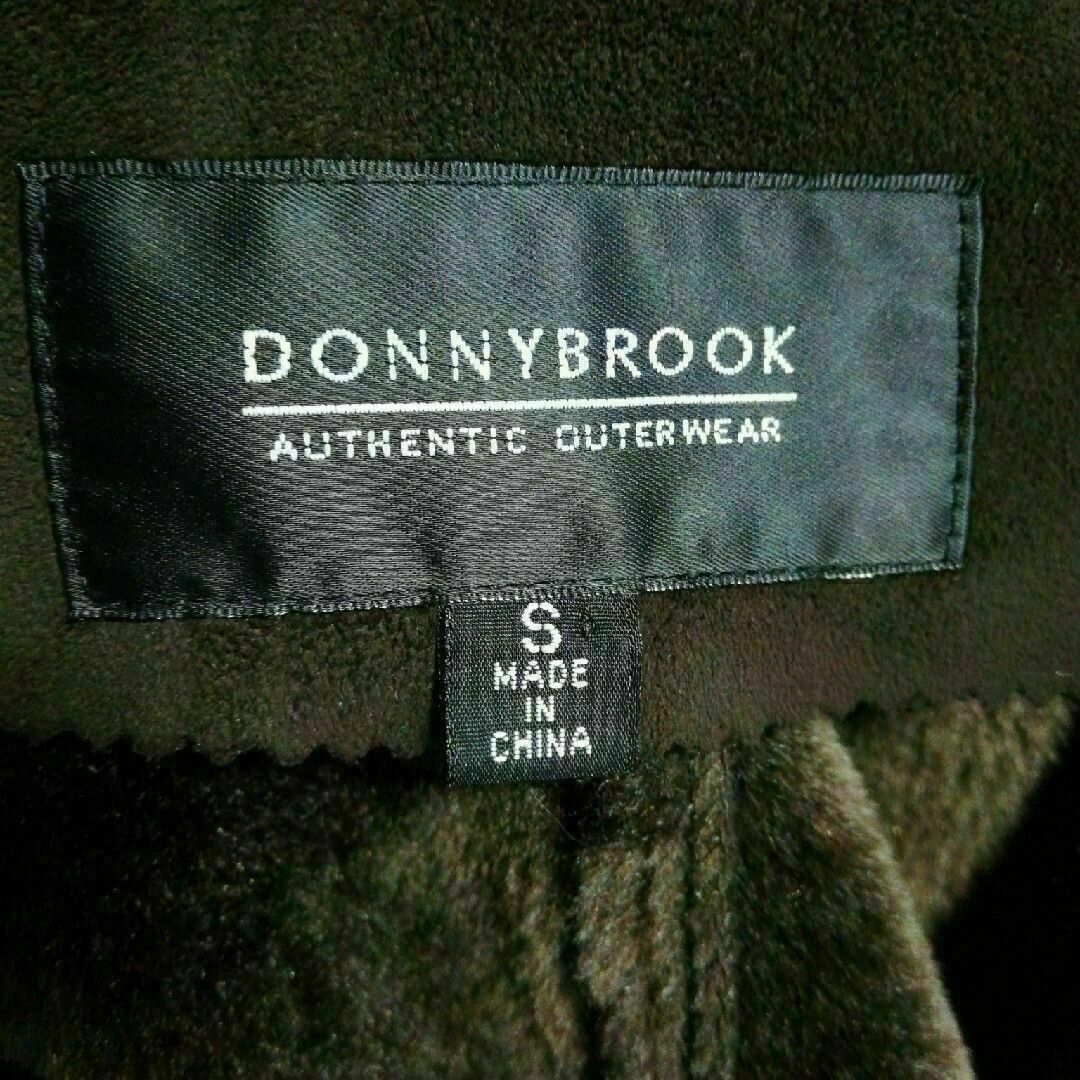 DONNYBROOK
AUTHENTIC OUTERWEAR
S
MADE
IN
CHINA